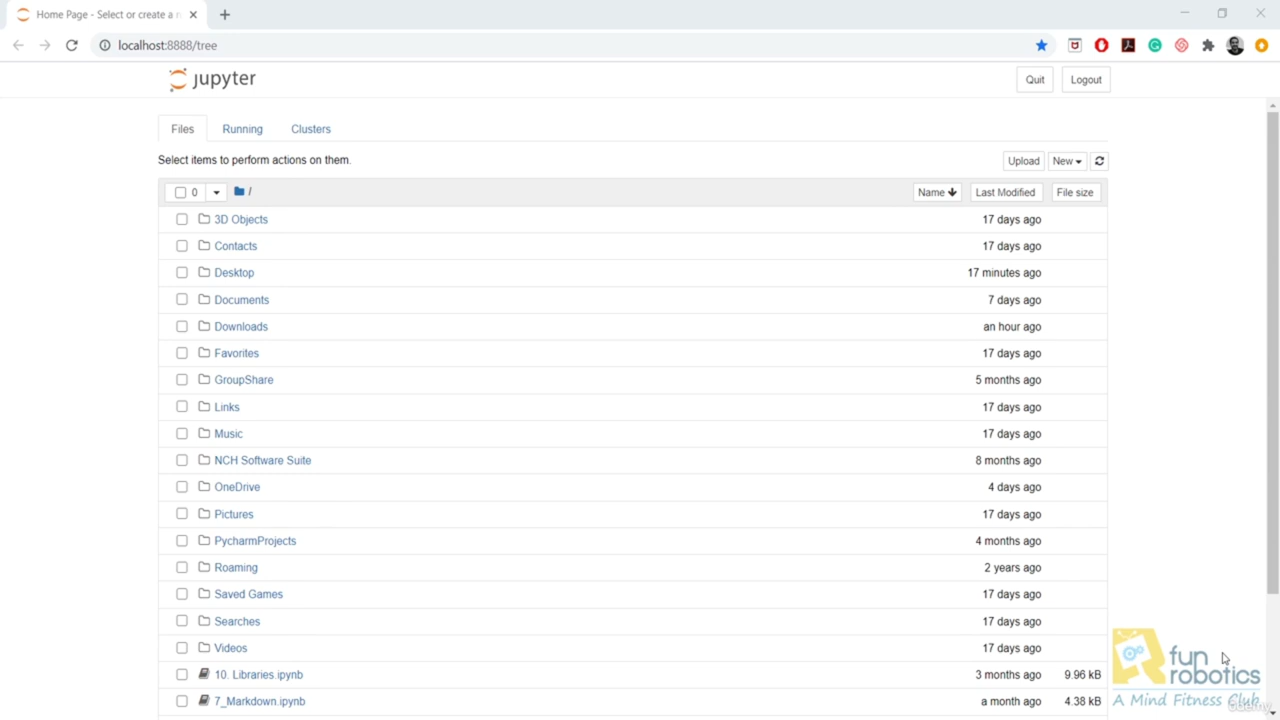 Home Page - Select or create a n
localhost:8888/tree
jupyter
Quit
Logout
Files
Running
Clusters
Select items to perform actions on them.
Upload
New
0
/
Name
Last Modified
File size
3D Objects
17 days ago
Contacts
17 days ago
Desktop
17 minutes ago
Documents
7 days ago
Downloads
an hour ago
Favorites
17 days ago
GroupShare
5 months ago
Links
17 days ago
Music
17 days ago
NCH Software Suite
8 months ago
OneDrive
4 days ago
Pictures
17 days ago
PycharmProjects
4 months ago
Roaming
2 years ago
Saved Games
17 days ago
Searches
17 days ago
Videos
17 days ago
10. Libraries.ipynb
3 months ago
9.96 kB
7_Markdown.ipynb
a month ago
4.38 kB
fun
robotics
A Mind Fitness Club
udemy